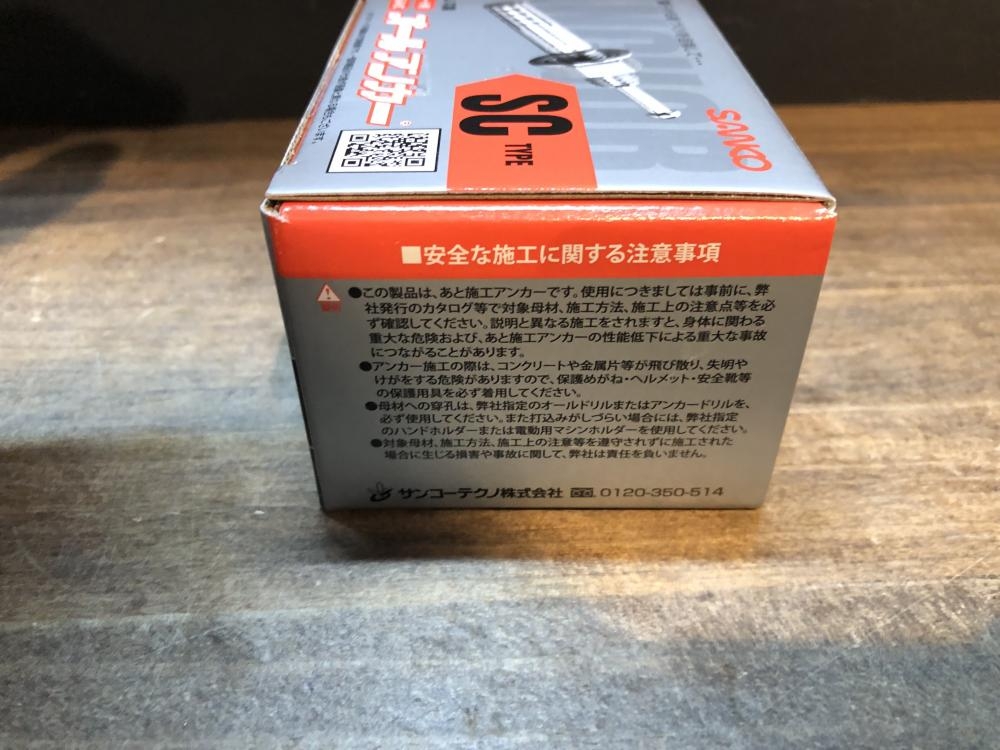 SANKO
オールアンカー®
SC TYPE
■安全な施工に関する注意事項
●この製品は、あと施工アンカーです。使用につきましては事前に、弊
社発行のカタログ等で対象母材、施工方法、施工上の注意点等を必
ず確認してください。説明と異なる施工をされますと、身体に関わる
重大な危険および、あと施工アンカーの性能低下による重大な事故
につながることがあります。
●アンカー施工の際は、コンクリートや金属片等が飛び散り、失明や
けがをする危険がありますので、保護めがね・ヘルメット・安全靴等
の保護用具を必ず着用してください。
●母材への穿孔は、弊社指定のオールドリルまたはアンカードリルを、
必ず使用してください。また打込みがしづらい場合には、弊社指定
のハンドホルダーまたは電動用マシンホルダーを使用してください。
●対象母材、施工方法、施工上の注意等を遵守されずに施工された
場合に生じる損害や事故に関して、弊社は責任を負いません。
サンコーテクノ株式会社 0120-350-514